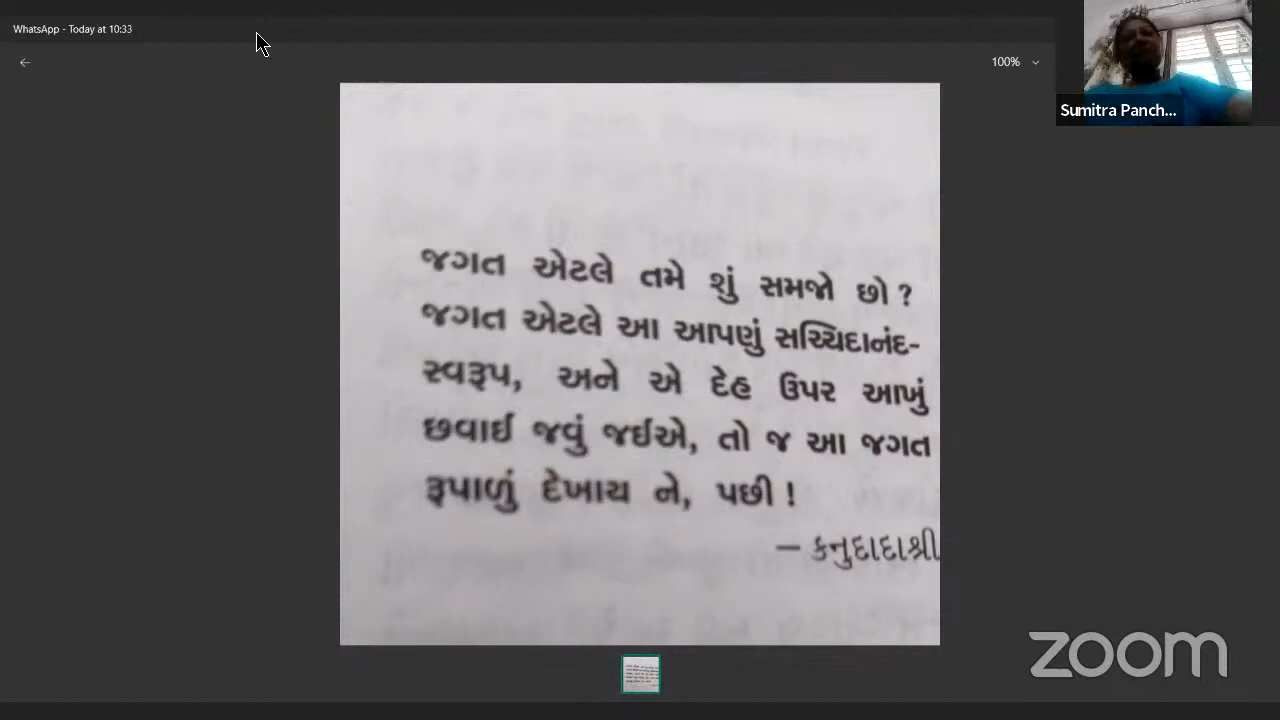 WhatsApp - Today at 10:33
100%
Sumitra Panch...
જગત એટલે તમે શું સમજો છો ?
જગત એટલે આ આપણું સચ્ચિદાનંદ-
સ્વરૂપ, અને એ દેહ ઉપર આખું
છવાઈ જવું જઈએ, તો જ આ જગત
રૂપાળું દેખાય ને, પછી !
– કનુદાદાશ્રી
zoom